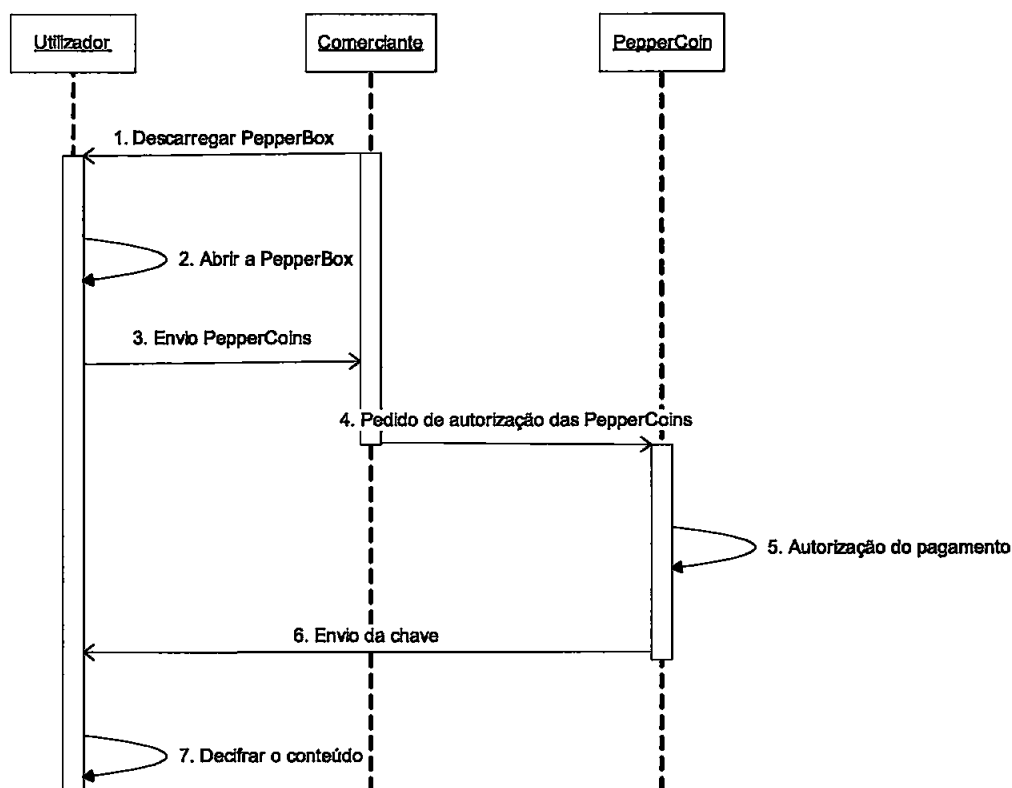 Utilizador
Comerciante
PepperCoin
1. Descarregar PepperBox
2. Abrir a PepperBox
3. Envio PepperCoins
4. Pedido de autorização das PepperCoins
5. Autorização do pagamento
6. Envio da chave
7. Decifrar o conteúdo